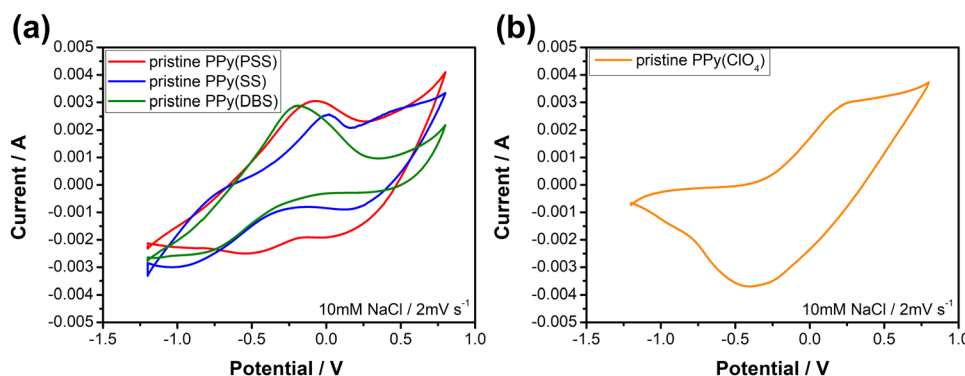 (a)
0.005
0.004
0.003
0.002
0.001
0.000
-0.001
-0.002
-0.003
-0.004
-0.005
Current / A
pristine PPy(PSS)
pristine PPy(SS)
pristine PPy(DBS)
10mM NaCl / 2mV s⁻¹
-1.5 -1.0 -0.5 0.0 0.5 1.0
Potential / V
(b)
0.005
0.004
0.003
0.002
0.001
0.000
-0.001
-0.002
-0.003
-0.004
-0.005
Current / A
pristine PPy(ClO₄)
10mM NaCl / 2mV s⁻¹
-1.5 -1.0 -0.5 0.0 0.5 1.0
Potential / V